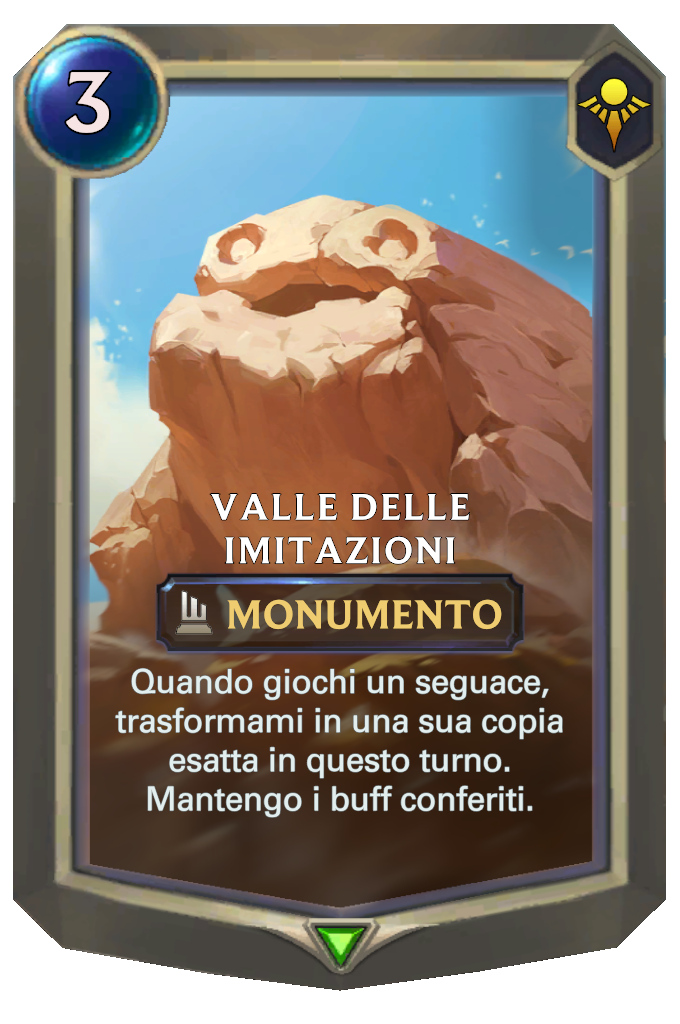 3
VALLE DELLE
IMITAZIONI
MONUMENTO
Quando giochi un seguace,
trasformami in una sua copia
esatta in questo turno.
Mantengo i buff conferiti.